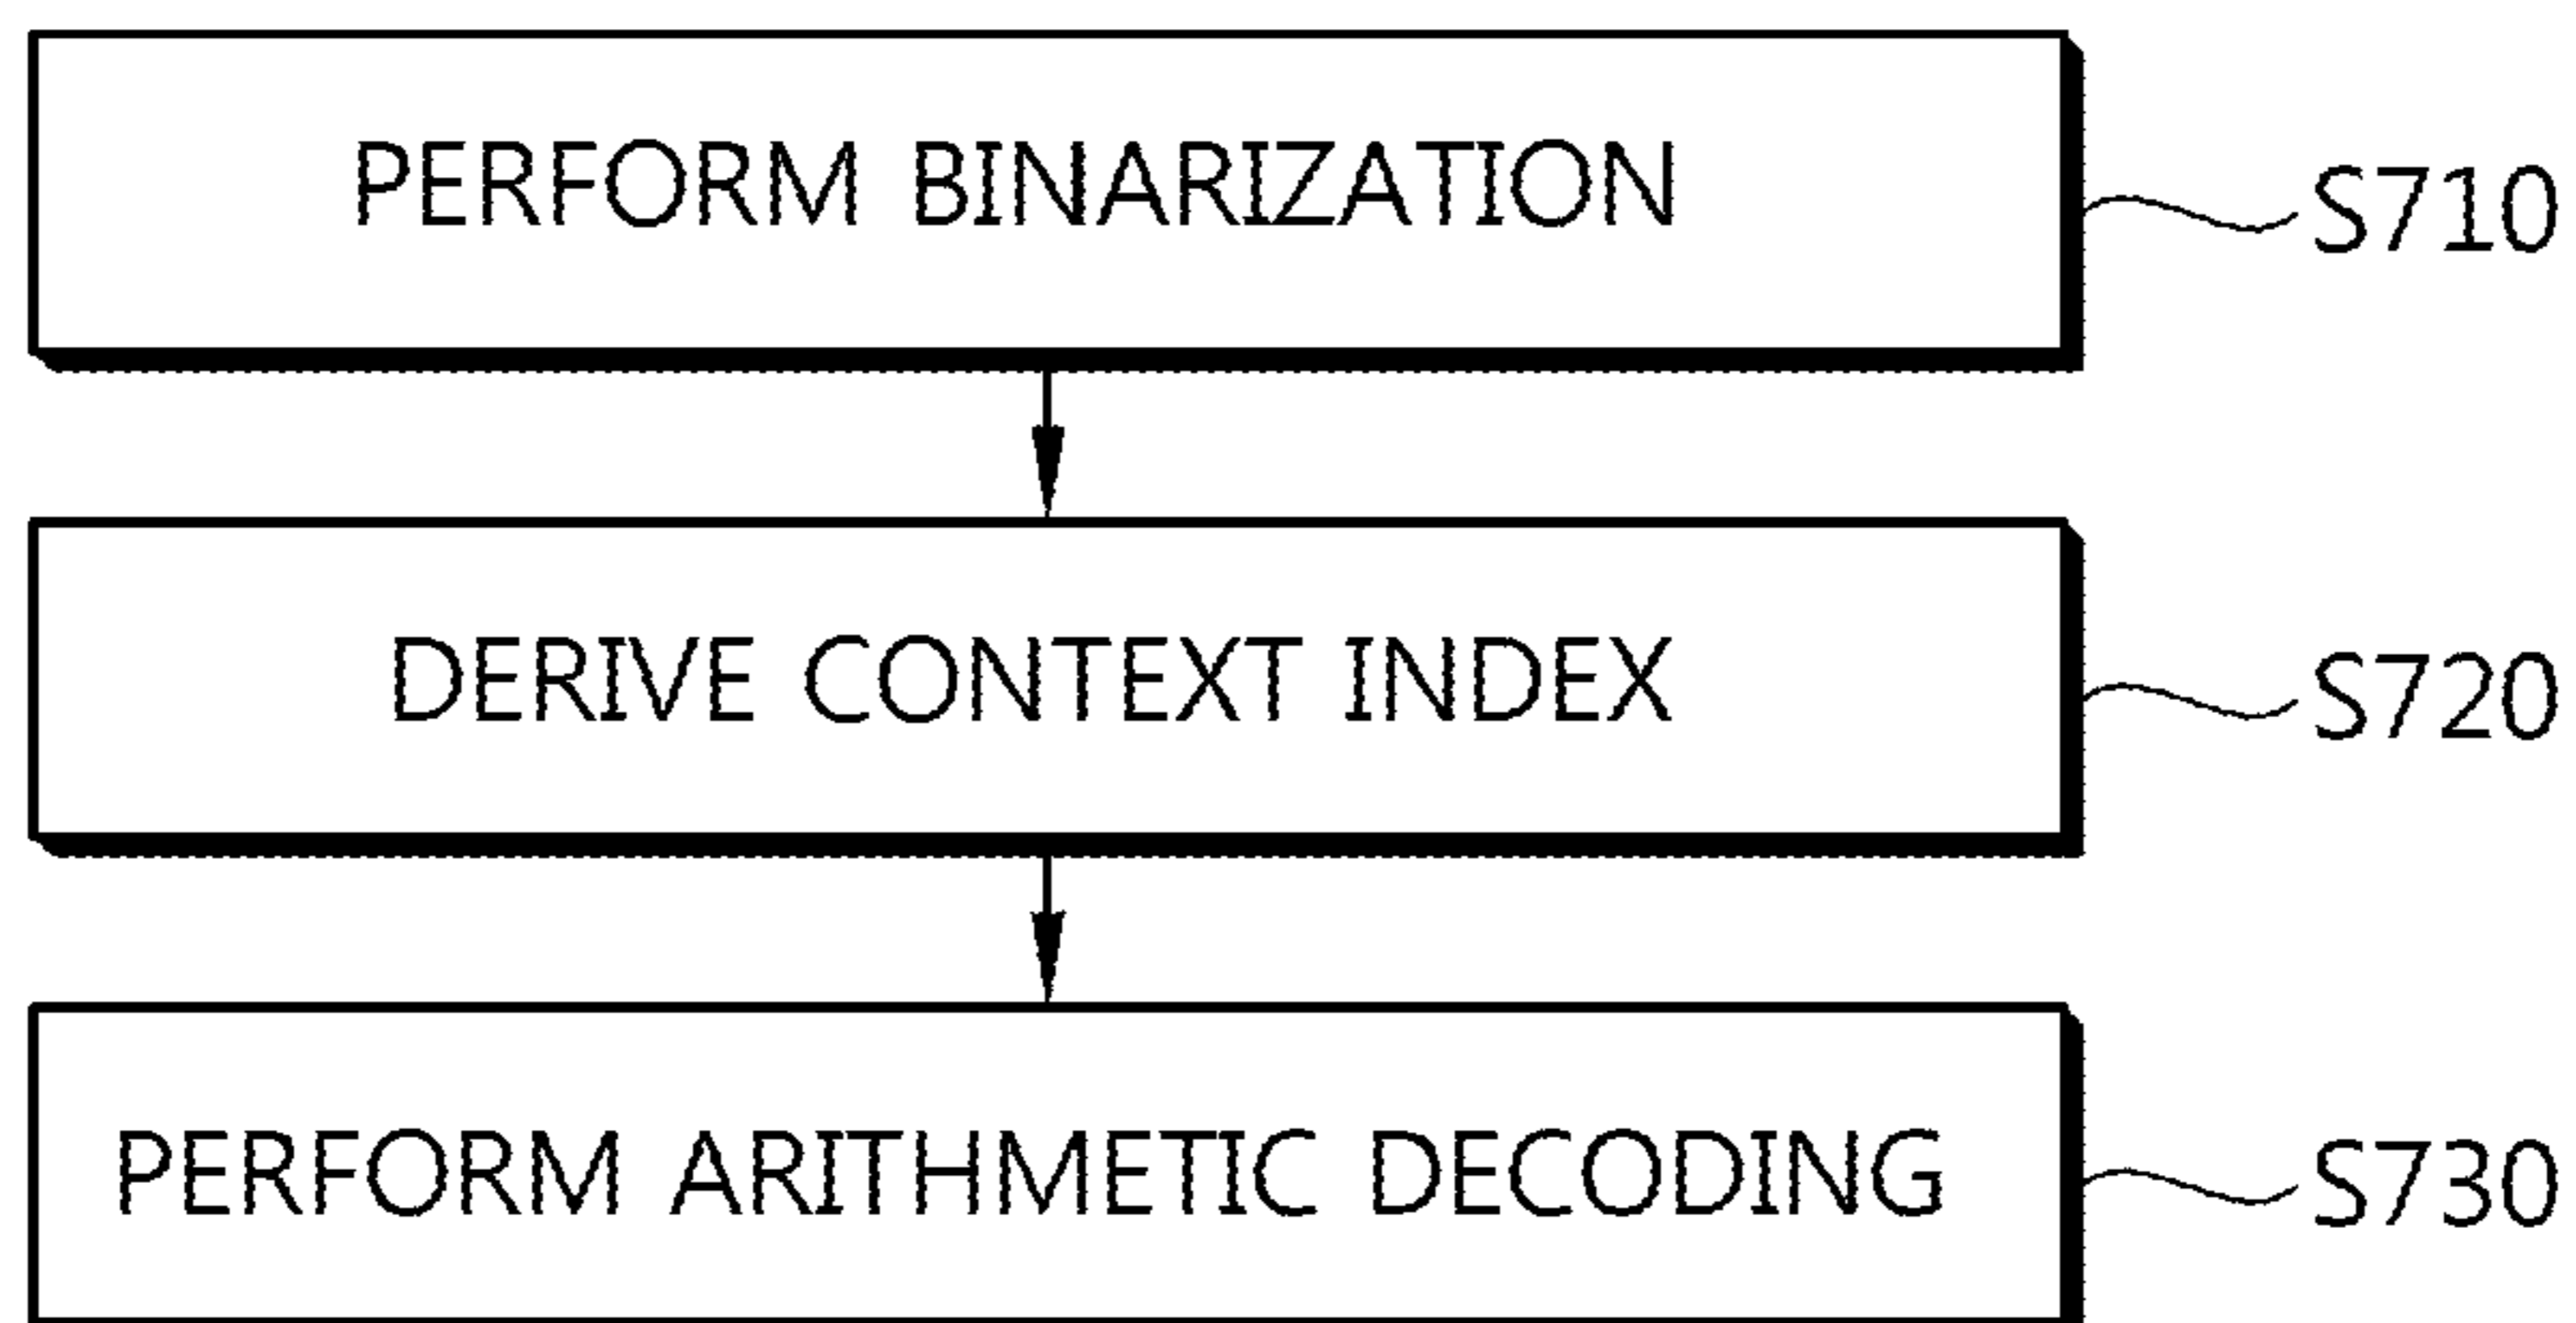 PERFORM BINARIZATION
S710
DERIVE CONTEXT INDEX
S720
PERFORM ARITHMETIC DECODING
S730